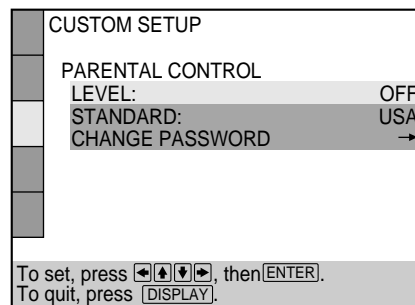 CUSTOM SETUP
PARENTAL CONTROL
LEVEL: OFF
STANDARD: USA
CHANGE PASSWORD →
To set, press ←↑↓→, then ENTER.
To quit, press DISPLAY.